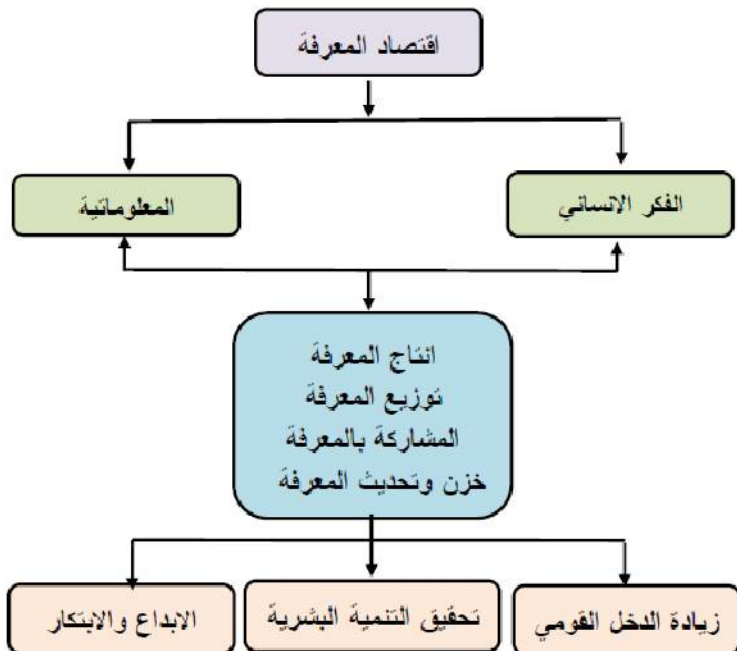 اقتصاد المعرفة
الفكر الانساني
المعلوماتية
انتاج المعرفة
توزيع المعرفة
المشاركة بالمعرفة
خزن وتحديث المعرفة
زيادة الدخل القومي
تحقيق التنمية البشرية
الابداع والابتكار